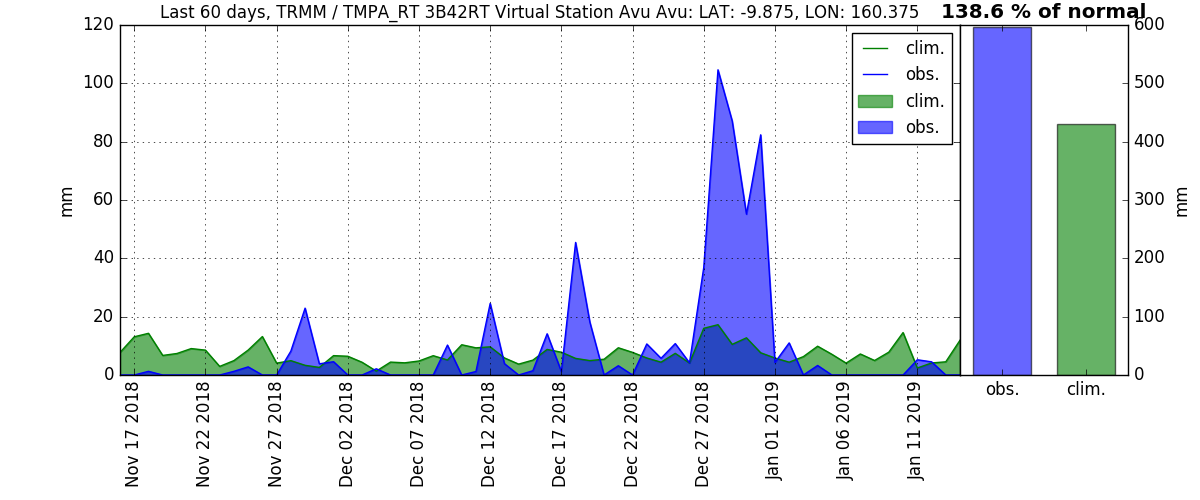 Last 60 days, TRMM / TMPA_RT 3B42RT Virtual Station Avu Avu: LAT: -9.875, LON: 160.375
138.6 % of normal
120
100
80
60
40
20
0
mm
clim.
obs.
clim.
obs.
600
500
400
300
200
100
0
mm
obs.
clim.
Nov 17 2018
Nov 22 2018
Nov 27 2018
Dec 02 2018
Dec 07 2018
Dec 12 2018
Dec 17 2018
Dec 22 2018
Dec 27 2018
Jan 01 2019
Jan 06 2019
Jan 11 2019